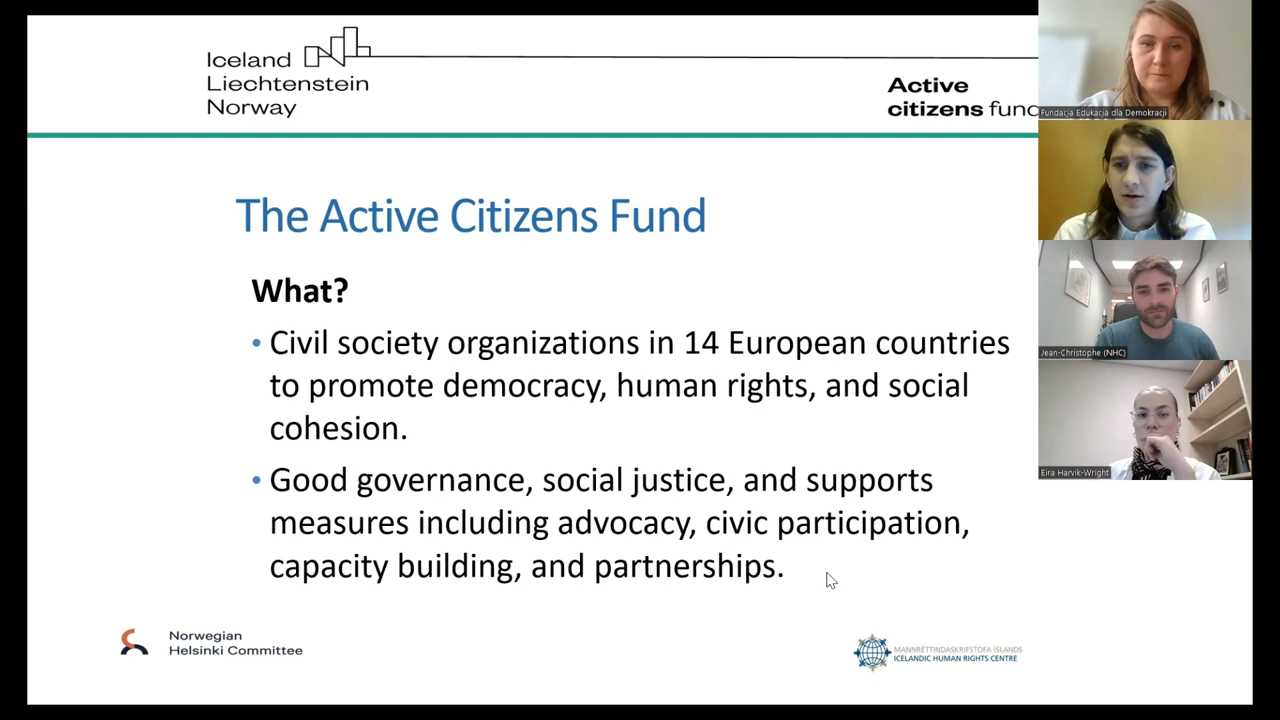 Iceland
Liechtenstein
Norway
Active
citizens fund
The Active Citizens Fund
What?
• Civil society organizations in 14 European countries
to promote democracy, human rights, and social
cohesion.
• Good governance, social justice, and supports
measures including advocacy, civic participation,
capacity building, and partnerships.
Norwegian
Helsinki Committee
MANNRÉTTINDASKRIFSTOFA ÍSLANDS
ICELANDIC HUMAN RIGHTS CENTRE
Fundacja Edukacja dla Demokracji
Jean-Christophe (NHC)
Eira Harvik-Wright